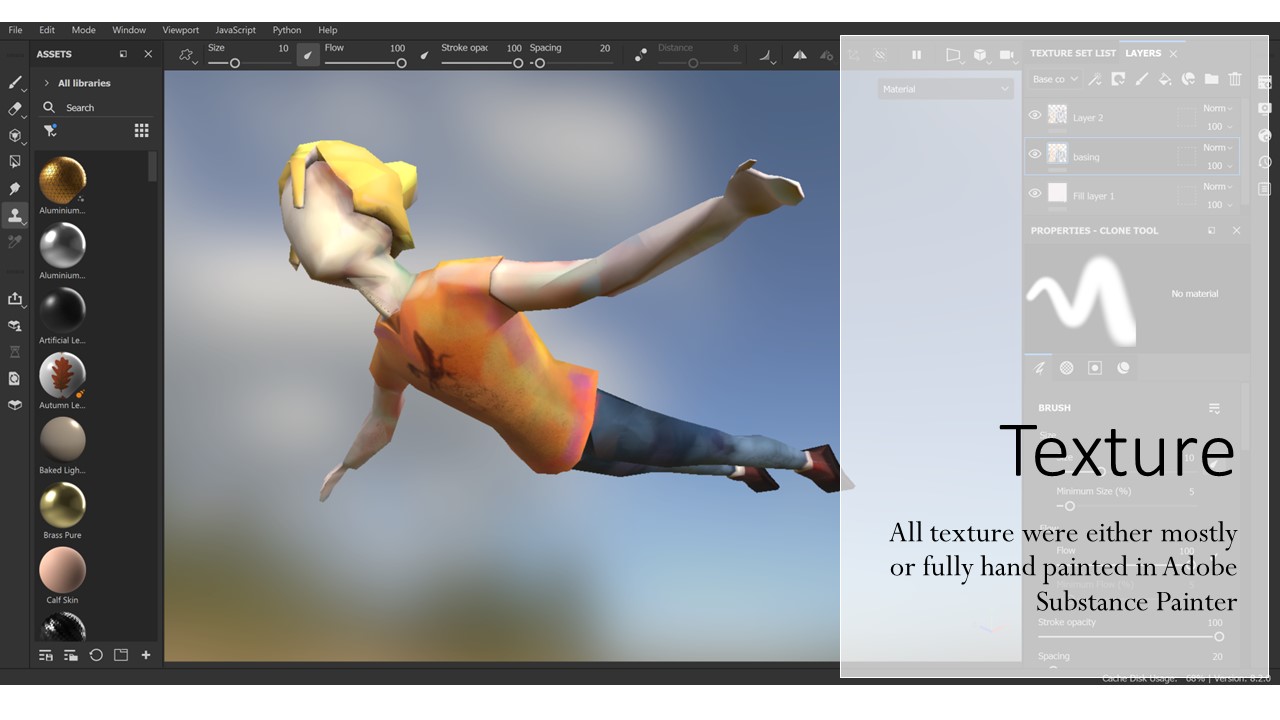 File Edit Mode Window Viewport JavaScript Python Help
ASSETS
Size 10 Flow 100 Stroke opac 100 Spacing 20 Distance 8
All libraries
Search
Aluminium...
Aluminium...
Artificial Le...
Autumn Le...
Baked Ligh...
Brass Pure
Calf Skin
Material
TEXTURE SET LIST LAYERS
Base co
Norm
Layer 2
100
Norm
basing
100
Norm
Fill layer 1
100
PROPERTIES - CLONE TOOL
No material
BRUSH
10
Minimum Size (%) 5
Flow 100
Stroke opacity 100
Spacing 20
Cache Disk Usage: 68% | Version: 8.2.0
Texture
All texture were either mostly
or fully hand painted in Adobe
Substance Painter